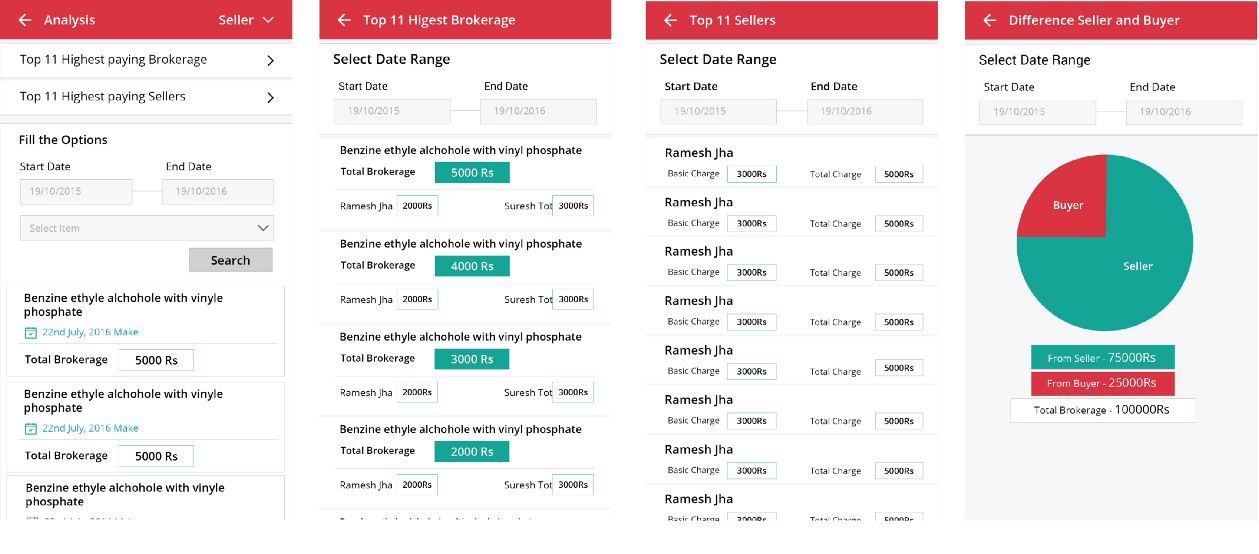 Analysis Seller
Top 11 Highest paying Brokerage
Top 11 Highest paying Sellers
Fill the Options
Start Date End Date
19/10/2015 19/10/2016
Select Item
Search
Benzine ethyle alchohole with vinyle
phosphate
22nd July, 2016 Make
Total Brokerage 5000 Rs
Benzine ethyle alchohole with vinyle
phosphate
22nd July, 2016 Make
Total Brokerage 5000 Rs
Benzine ethyle alchohole with vinyle
phosphate
Top 11 Higest Brokerage
Select Date Range
Start Date End Date
19/10/2015 19/10/2016
Benzine ethyle alchohole with vinyl phosphate
Total Brokerage 5000 Rs
Ramesh Jha 2000Rs Suresh Tot 3000Rs
Benzine ethyle alchohole with vinyl phosphate
Total Brokerage 4000 Rs
Ramesh Jha 2000Rs Suresh Tot 3000Rs
Benzine ethyle alchohole with vinyl phosphate
Total Brokerage 3000 Rs
Ramesh Jha 2000Rs Suresh Tot 3000Rs
Benzine ethyle alchohole with vinyl phosphate
Total Brokerage 2000 Rs
Ramesh Jha 2000Rs Suresh Tot 3000Rs
Top 11 Sellers
Select Date Range
Start Date End Date
19/10/2015 19/10/2016
Ramesh Jha
Basic Charge 3000Rs Total Charge 5000Rs
Ramesh Jha
Basic Charge 3000Rs Total Charge 5000Rs
Ramesh Jha
Basic Charge 3000Rs Total Charge 5000Rs
Ramesh Jha
Basic Charge 3000Rs Total Charge 5000Rs
Ramesh Jha
Basic Charge 3000Rs Total Charge 5000Rs
Ramesh Jha
Basic Charge 3000Rs Total Charge 5000Rs
Ramesh Jha
Basic Charge 3000Rs Total Charge 5000Rs
Ramesh Jha
Basic Charge 3000Rs Total Charge 5000Rs
Difference Seller and Buyer
Select Date Range
Start Date End Date
19/10/2015 19/10/2016
Buyer
Seller
From Seller - 75000Rs
From Buyer - 25000Rs
Total Brokerage - 100000Rs